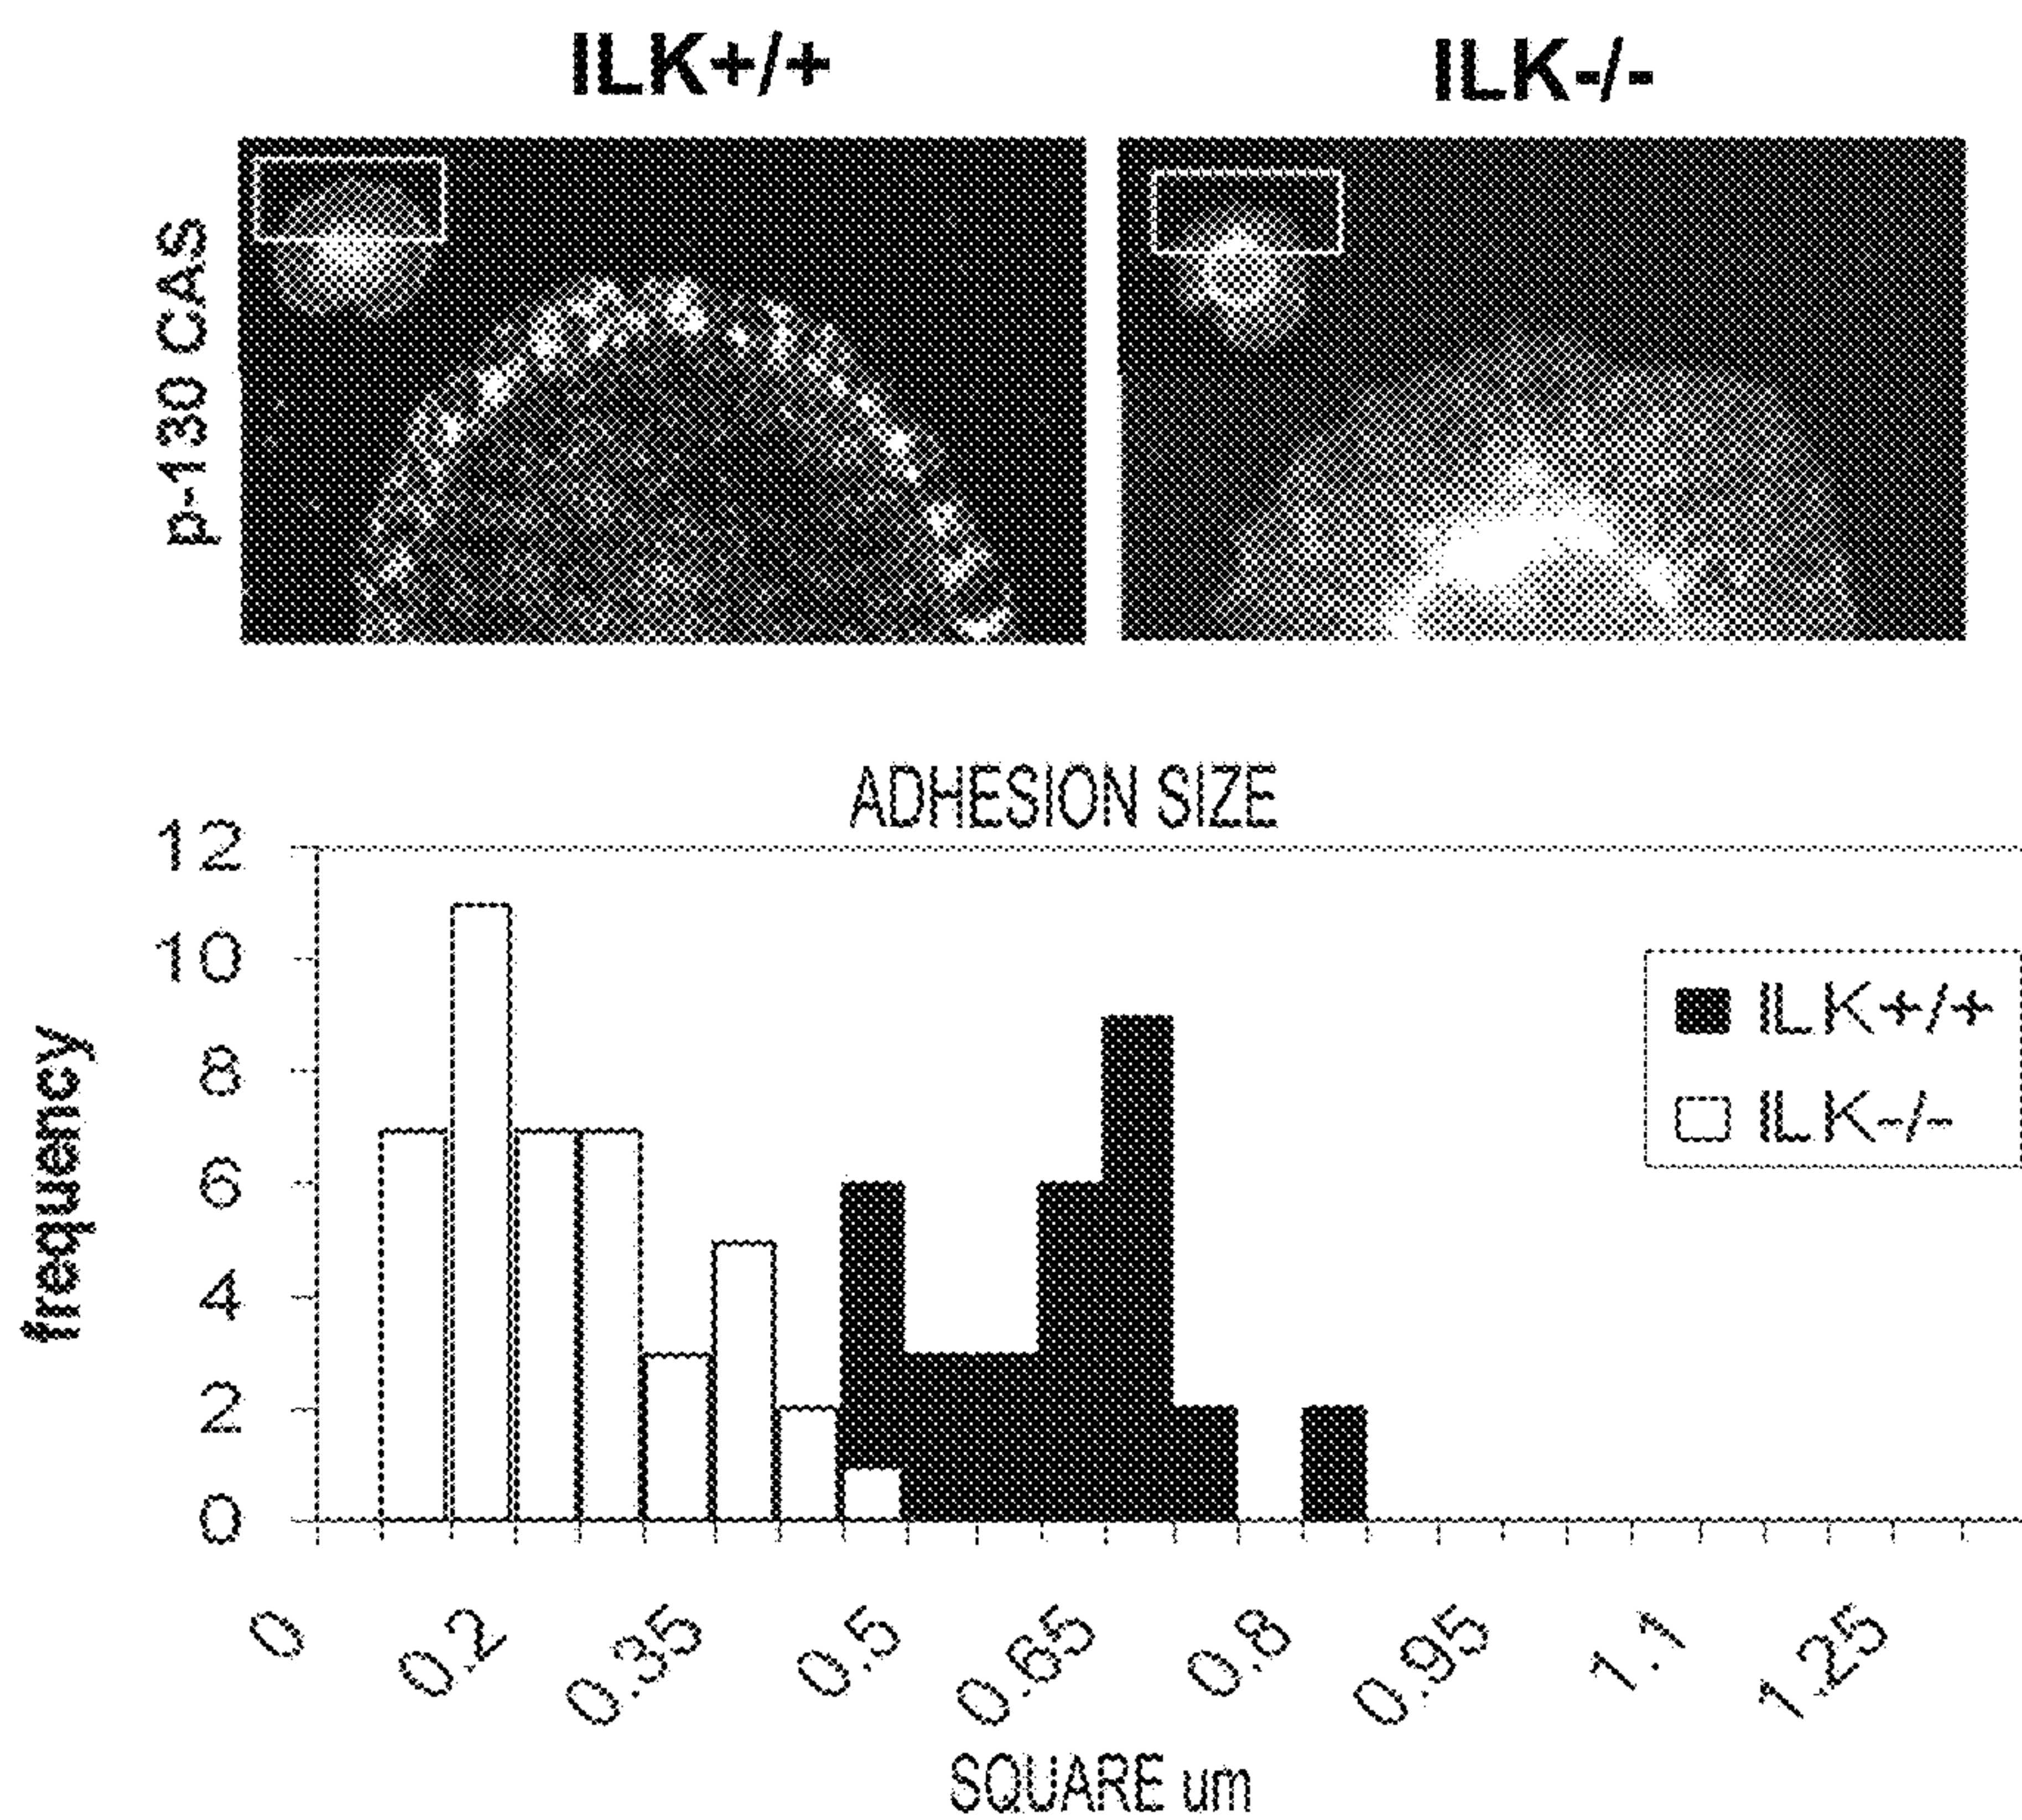 ILK+/+
ILK-/-
p-130 CAS
ADHESION SIZE
12
10
8
6
4
2
0
frequency
ILK+/+
ILK-/-
0
0.2
0.35
0.5
0.65
0.8
0.95
1.1
1.25
SQUARE um